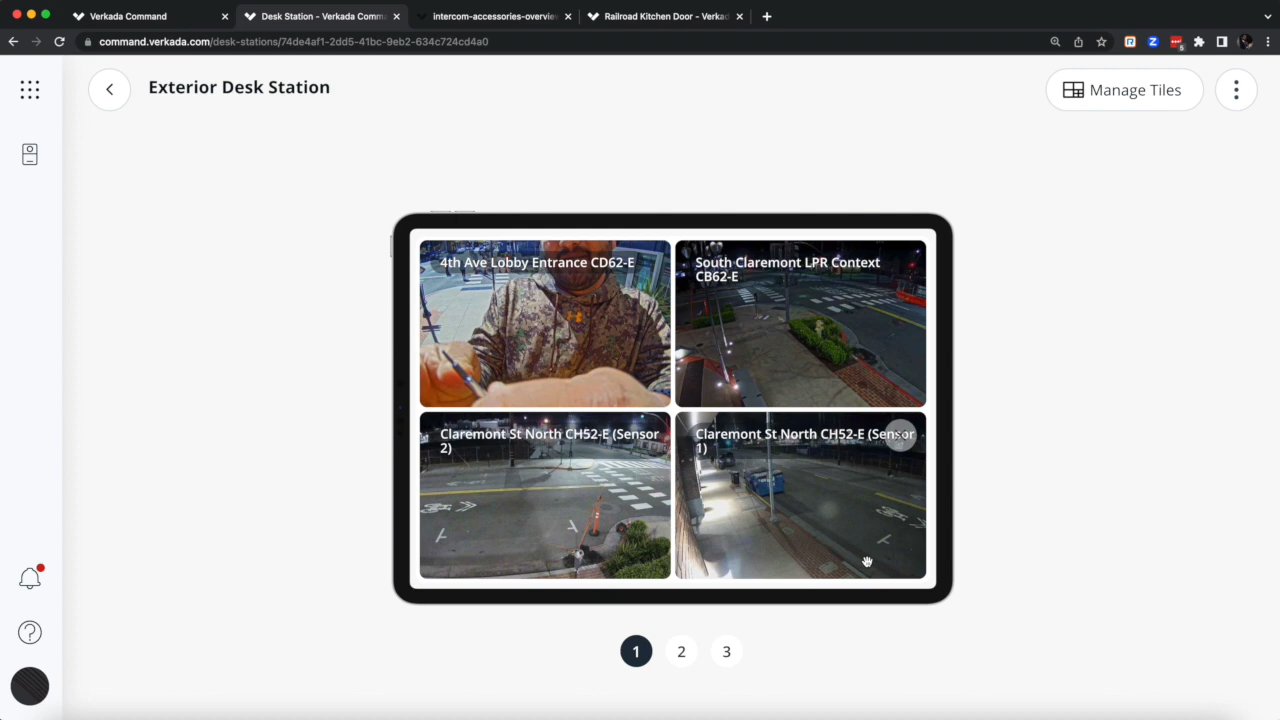 Verkada Command
Desk Station – Verkada Comm
intercom-accessories-overvie
Railroad Kitchen Door – Verka
command.verkada.com/desk-stations/74de4af1-2dd5-41bc-9eb2-634c724cd4a0
5
Exterior Desk Station
Manage Tiles
4th Ave Lobby Entrance CD62-E
South Claremont LPR Context
CB62-E
Claremont St North CH52-E (Sensor
2)
Claremont St North CH52-E (Sensor
1)
1 2 3